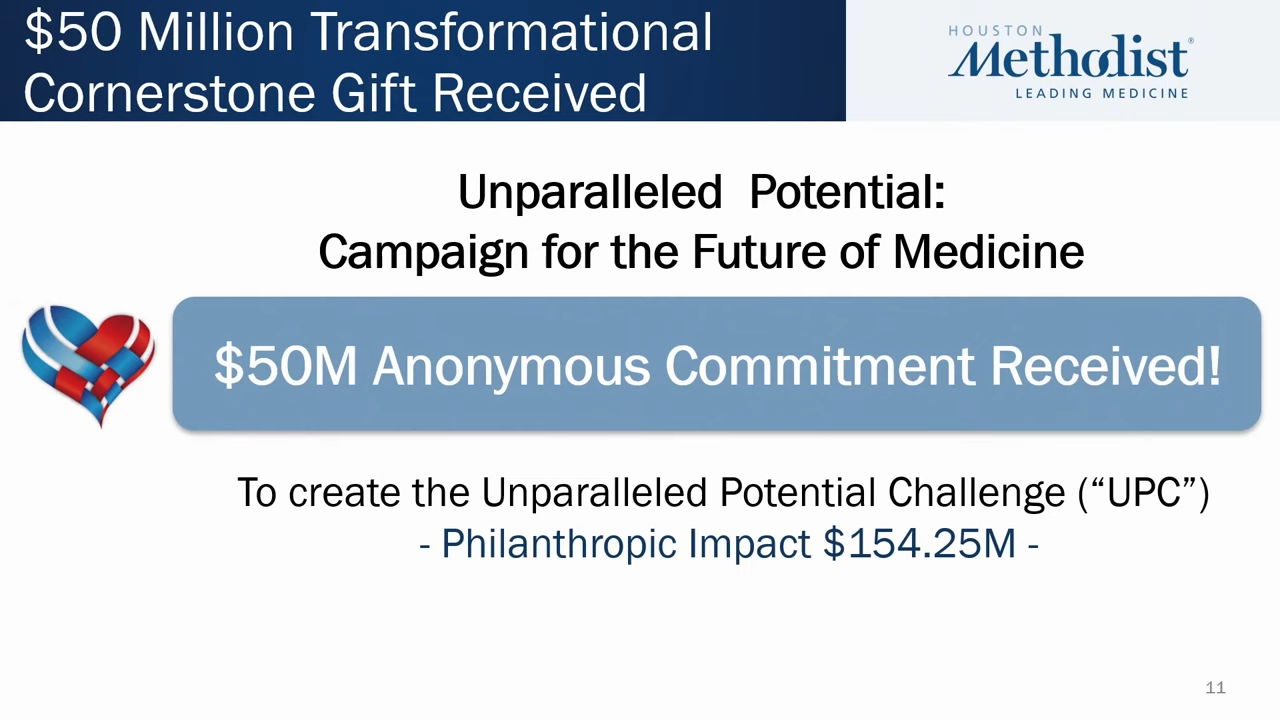 $50 Million Transformational
Cornerstone Gift Received
HOUSTON
Methodist®
LEADING MEDICINE
Unparalleled Potential:
Campaign for the Future of Medicine
$50M Anonymous Commitment Received!
To create the Unparalleled Potential Challenge (“UPC”)
- Philanthropic Impact $154.25M -
11